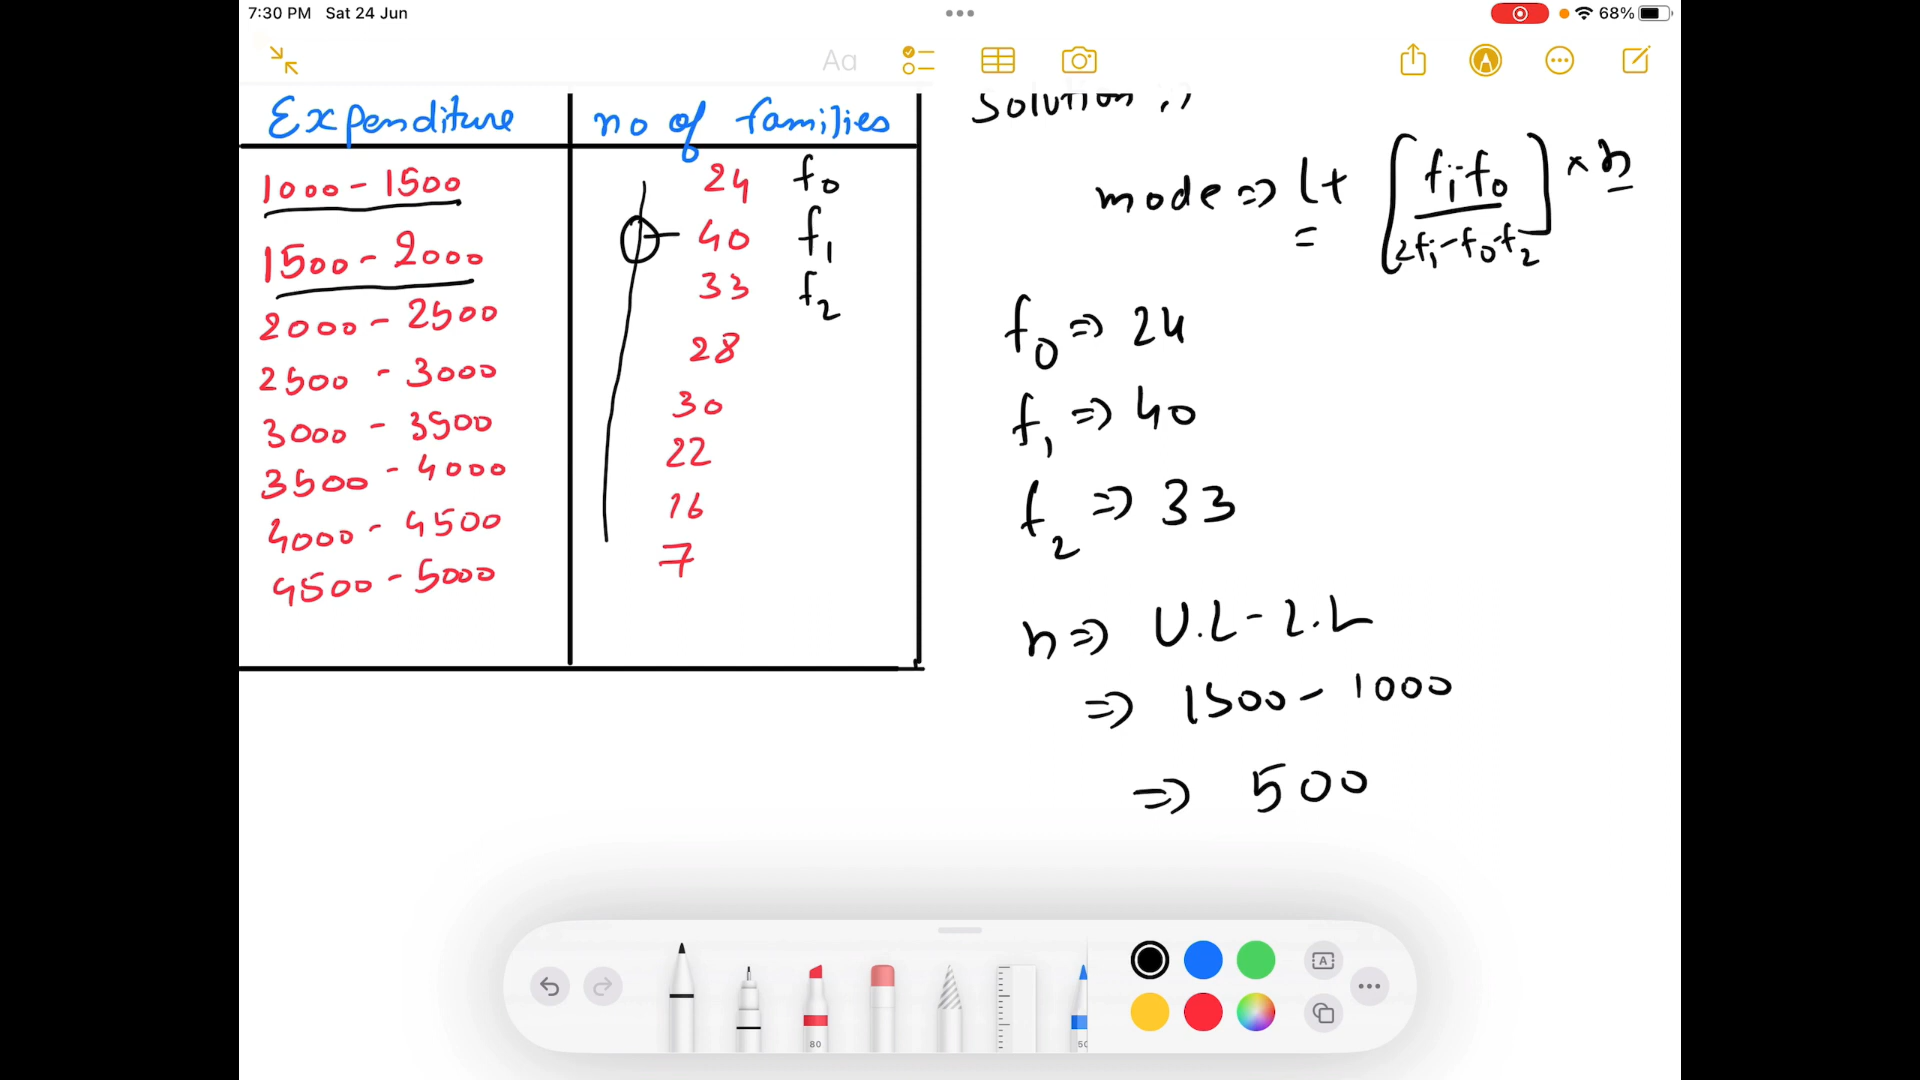 7:30 PM Sat 24 Jun
68%
Aa
Expenditure no of families
1000 - 1500 24 f0
1500 - 2000 40 f1
2000 - 2500 33 f2
2500 - 3000 28
3000 - 3500 30
3500 - 4000 22
4000 - 4500 16
4500 - 5000 7
Solution :)
mode => l + [f1-f0 / 2f1-f0-f2] × h
=
f0 => 24
f1 => 40
f2 => 33
h => U.L - L.L
=> 1500 - 1000
=> 500
80
50
A